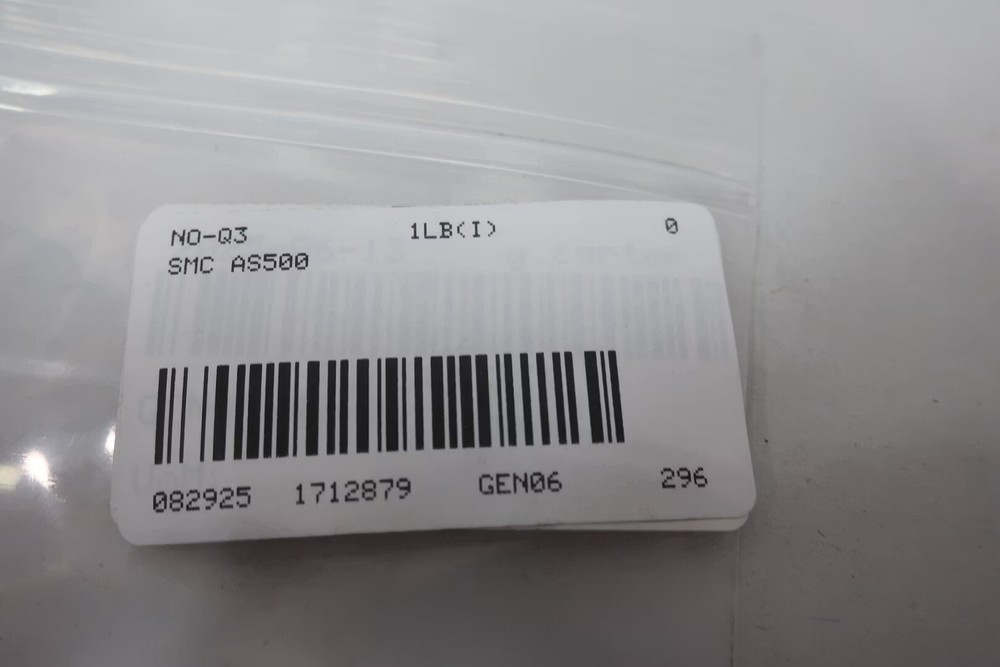 NO-Q3 1LB(I) 0
SMC AS500
082925 1712879 GEN06 296